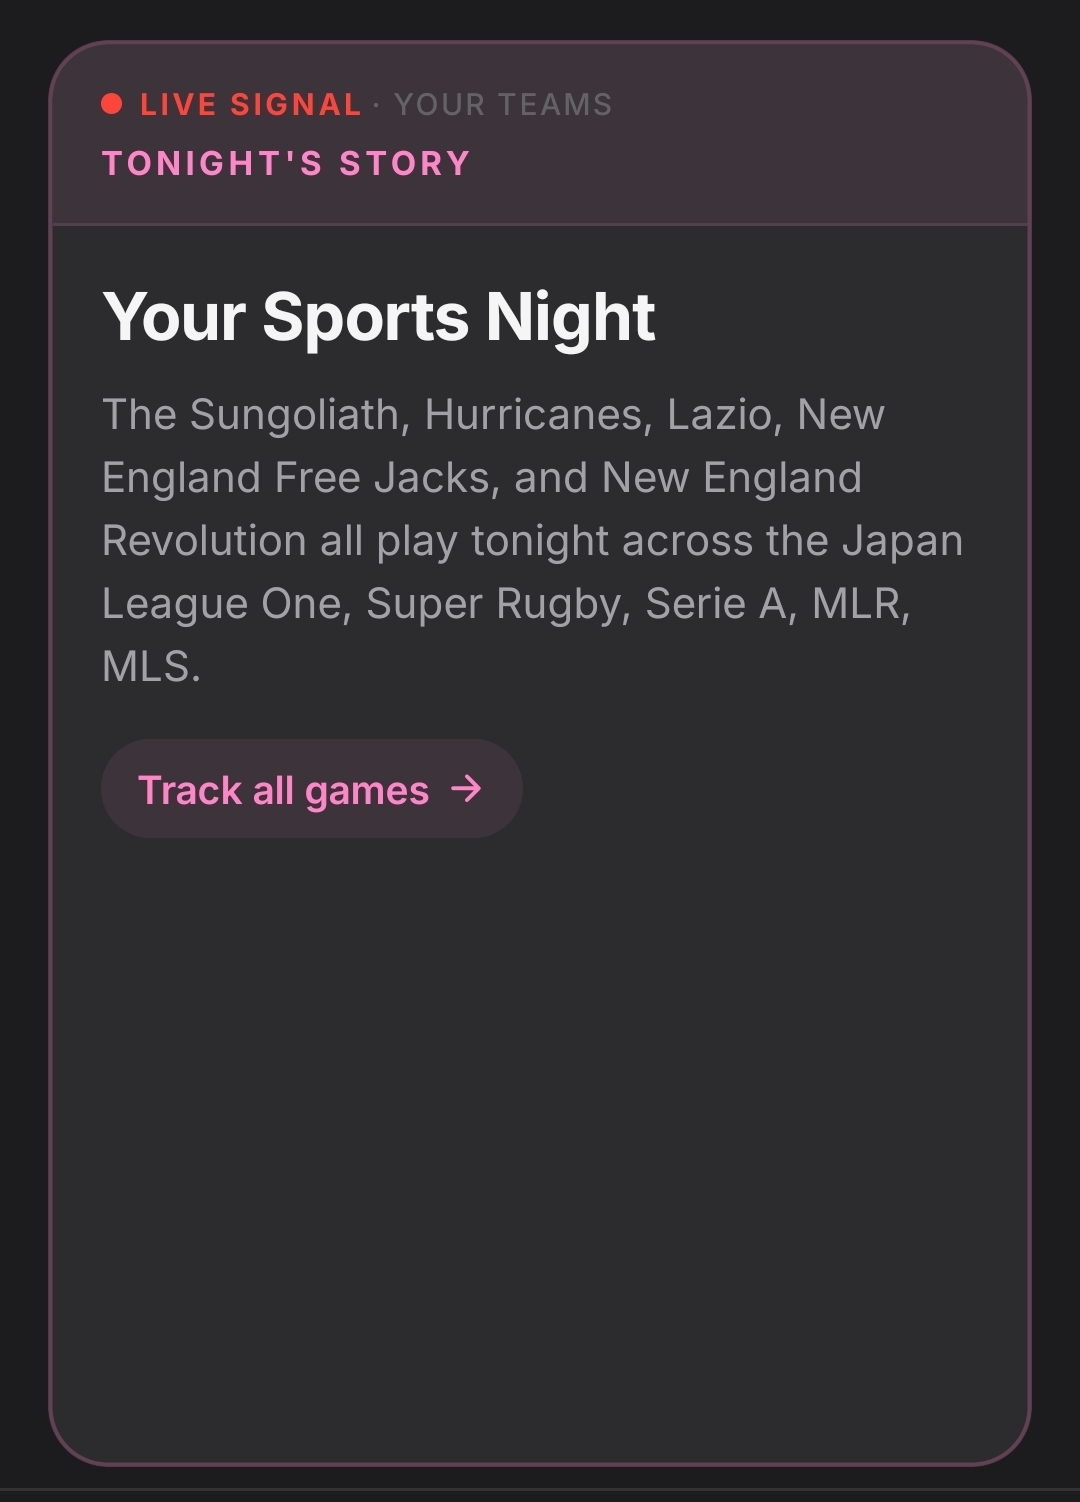 LIVE SIGNAL · YOUR TEAMS
TONIGHT'S STORY
Your Sports Night
The Sungoliath, Hurricanes, Lazio, New
England Free Jacks, and New England
Revolution all play tonight across the Japan
League One, Super Rugby, Serie A, MLR,
MLS.
Track all games →